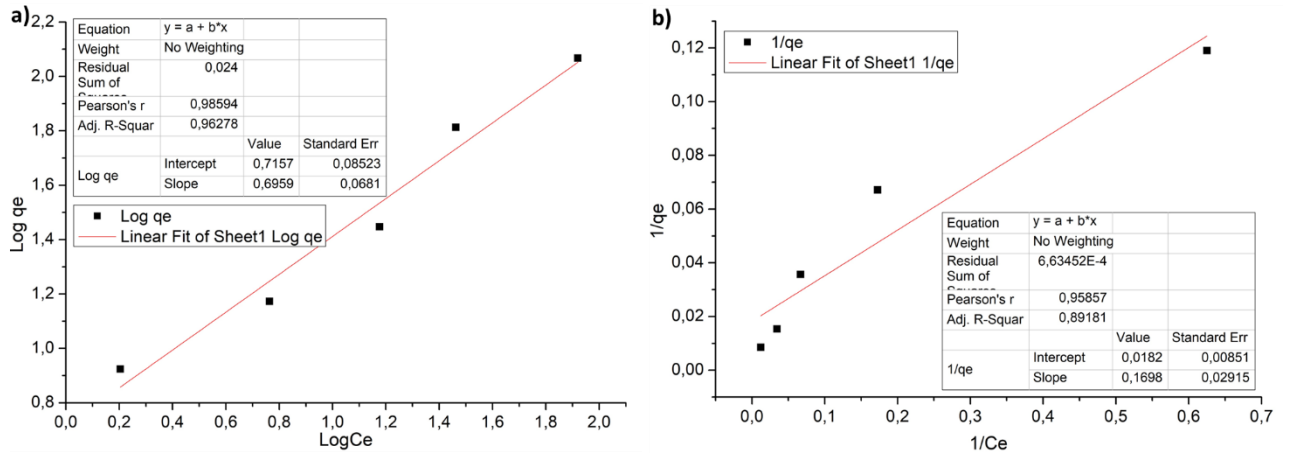 a)
Equation y = a + b*x
Weight No Weighting
Residual 0,024
Sum of
Pearson's r 0,98594
Adj. R-Squar 0,96278
Value Standard Err
Log qe
Intercept 0,7157 0,08523
Slope 0,6959 0,0681
Log qe
Linear Fit of Sheet1 Log qe
2,2
2,0
1,8
1,6
1,4
1,2
1,0
0,8
Log qe
0,0 0,2 0,4 0,6 0,8 1,0 1,2 1,4 1,6 1,8 2,0
LogCe
b)
1/qe
Linear Fit of Sheet1 1/qe
0,12
0,10
0,08
0,06
0,04
0,02
0,00
1/qe
Equation y = a + b*x
Weight No Weighting
Residual 6,63452E-4
Sum of
Pearson's r 0,95857
Adj. R-Squar 0,89181
Value Standard Err
1/qe
Intercept 0,0182 0,00851
Slope 0,1698 0,02915
0,0 0,1 0,2 0,3 0,4 0,5 0,6 0,7
1/Ce